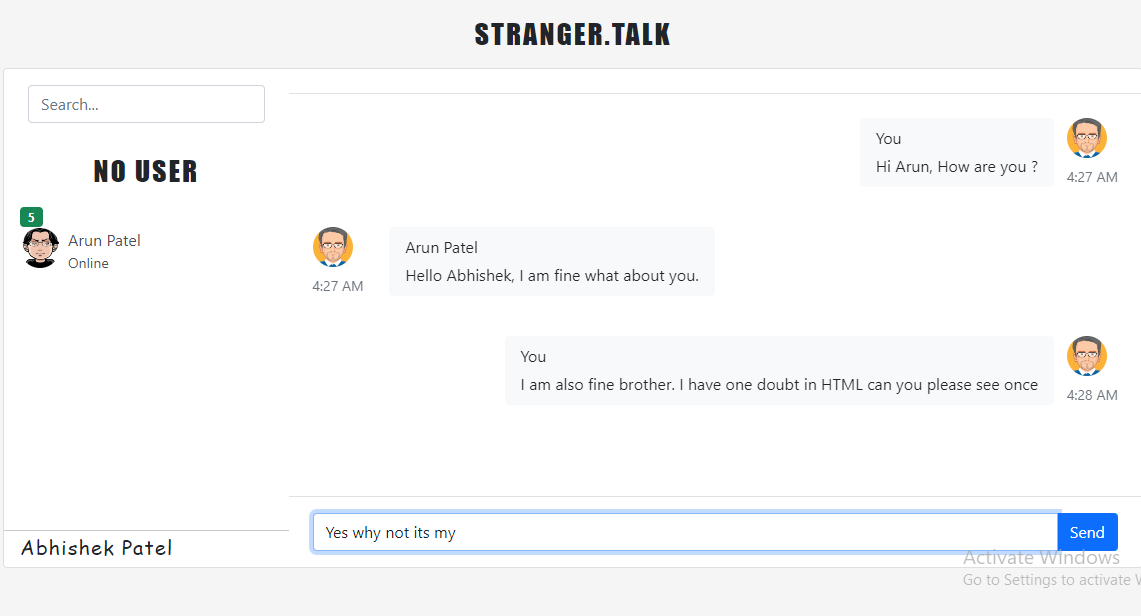 STRANGER.TALK
Search...
NO USER
5
Arun Patel
Online
Abhishek Patel
You
Hi Arun, How are you ?
4:27 AM
Arun Patel
Hello Abhishek, I am fine what about you.
4:27 AM
You
I am also fine brother. I have one doubt in HTML can you please see once
4:28 AM
Yes why not its my
Send
Activate Windows
Go to Settings to activate W